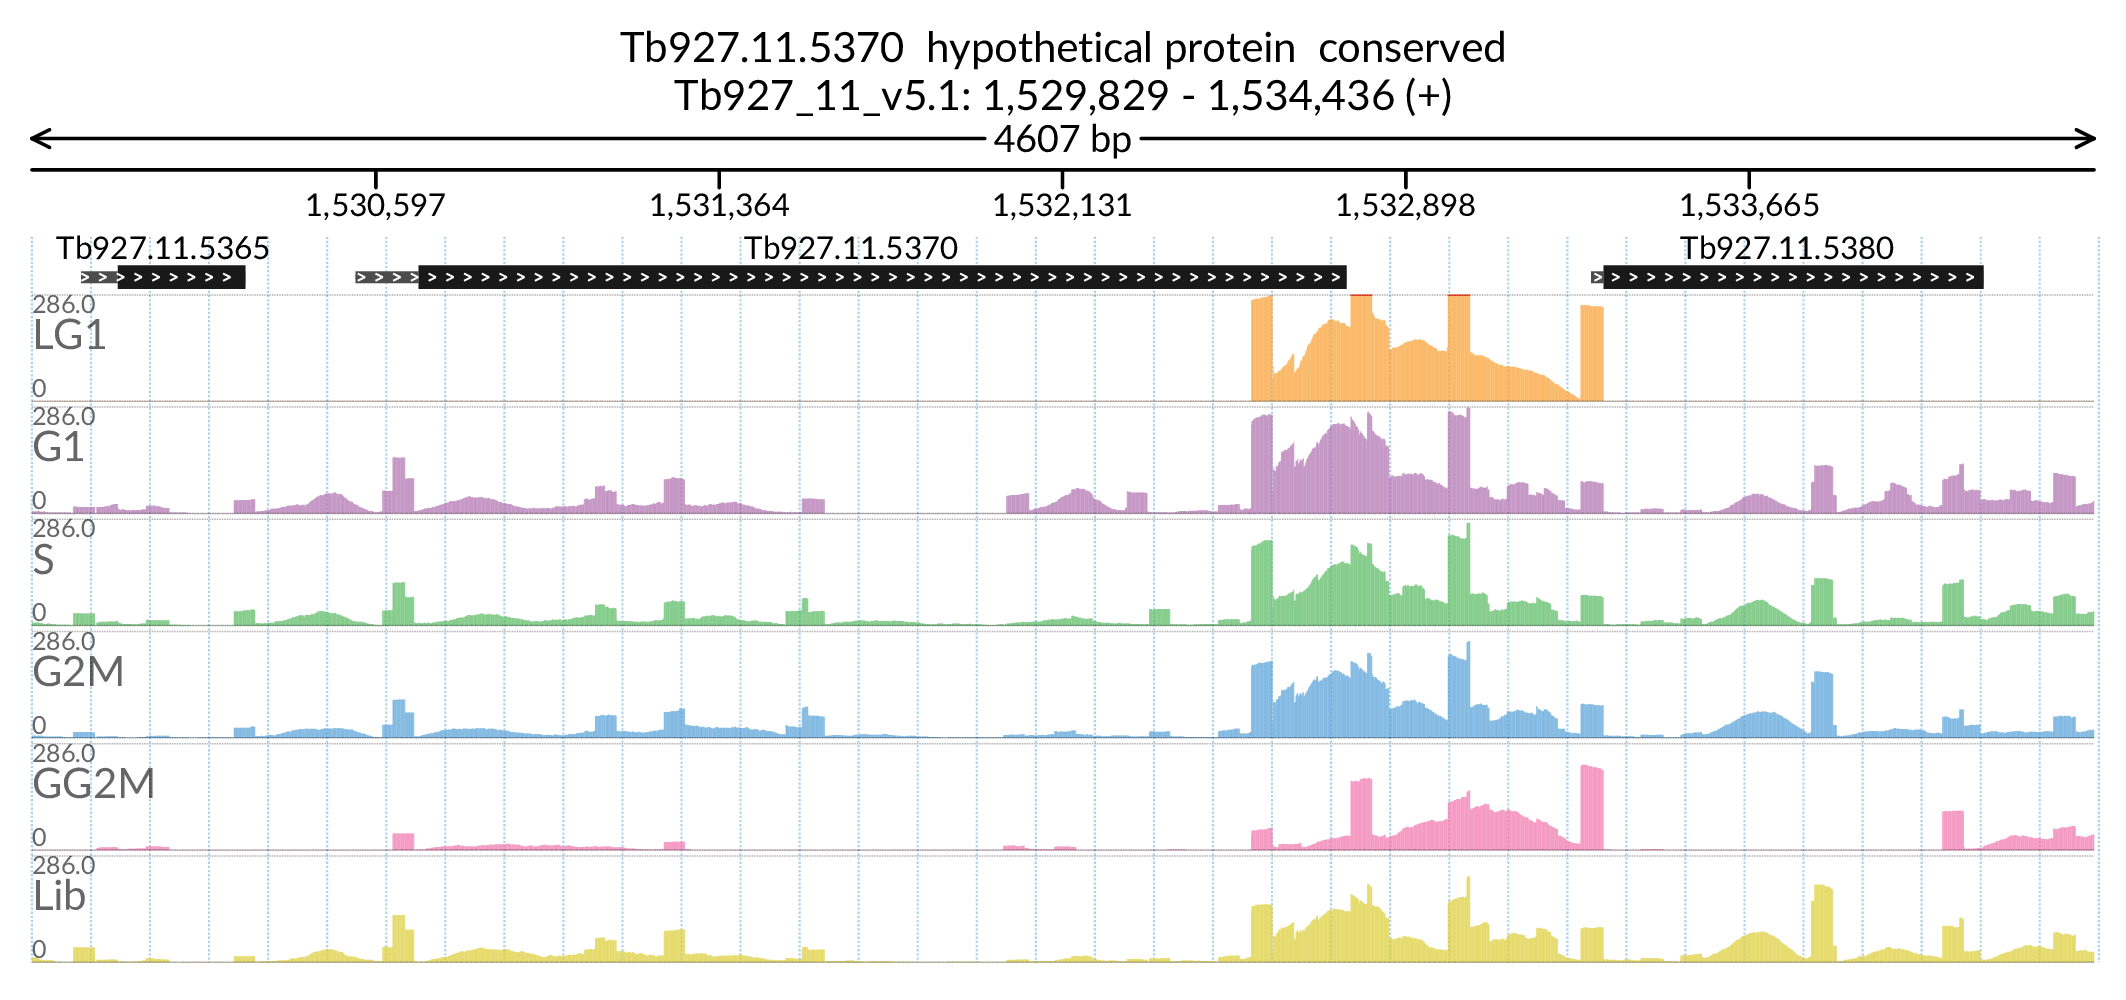 Tb927.11.5370 hypothetical protein conserved
Tb927_11_v5.1: 1,529,829 - 1,534,436 (+)
4607 bp
1,530,597 1,531,364 1,532,131 1,532,898 1,533,665
Tb927.11.5365 Tb927.11.5370 Tb927.11.5380
286.0
LG1
0
286.0
G1
0
286.0
S
0
286.0
G2M
0
286.0
GG2M
0
286.0
Lib
0